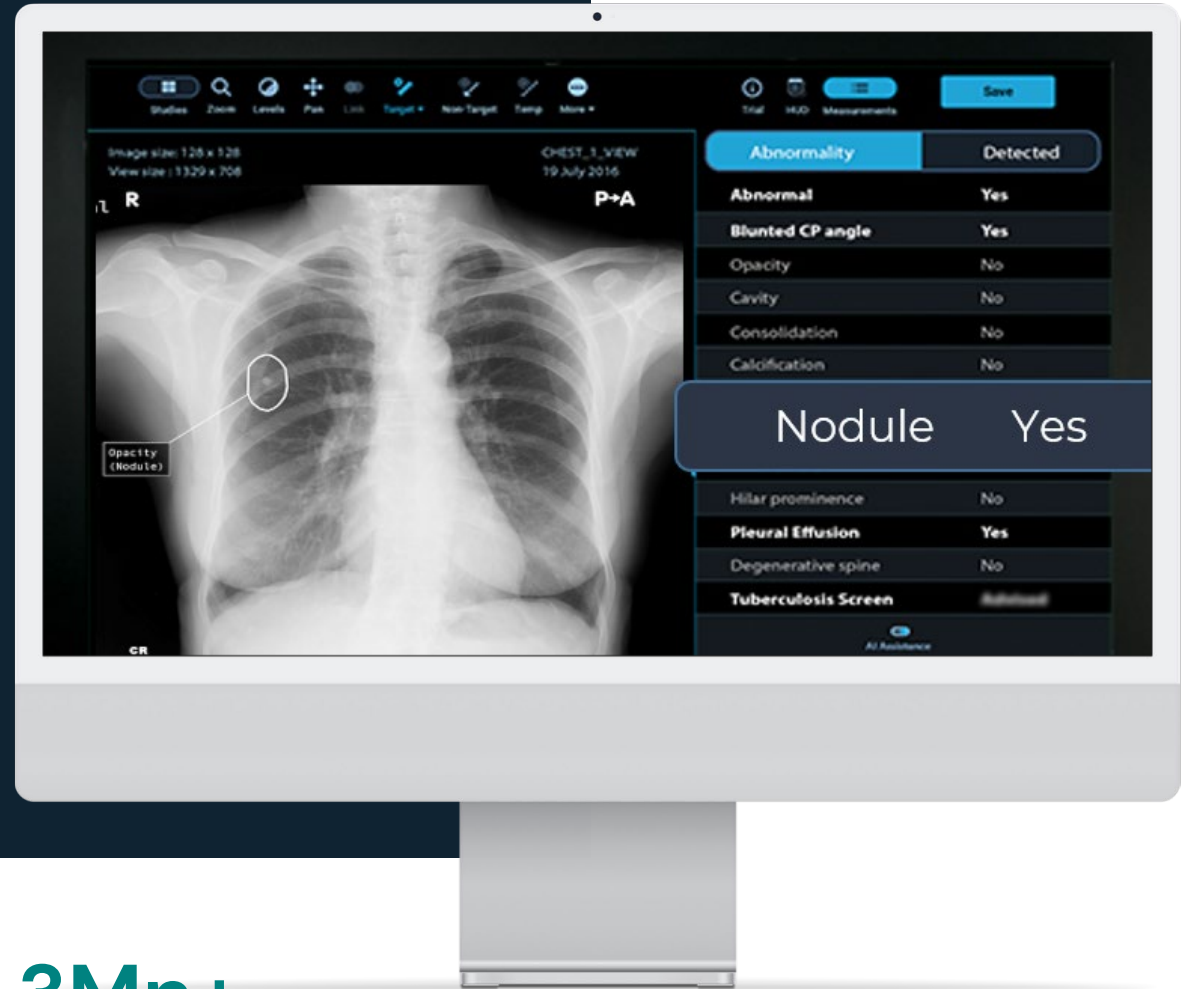 Studies Zoom Levels Pan Link Target Non-Target Temp More
Trial HUD Measurements Save
Image size: 128 x 128
View size : 1329 x 708
CHEST_1_VIEW
19 July 2016
R
P→A
Opacity
(Nodule)
CR
Abnormality Detected
Abnormal Yes
Blunted CP angle Yes
Opacity No
Cavity No
Consolidation No
Calcification No
Nodule Yes
Hilar prominence No
Pleural Effusion Yes
Degenerative spine No
Tuberculosis Screen
AI Assistance
3Mn+